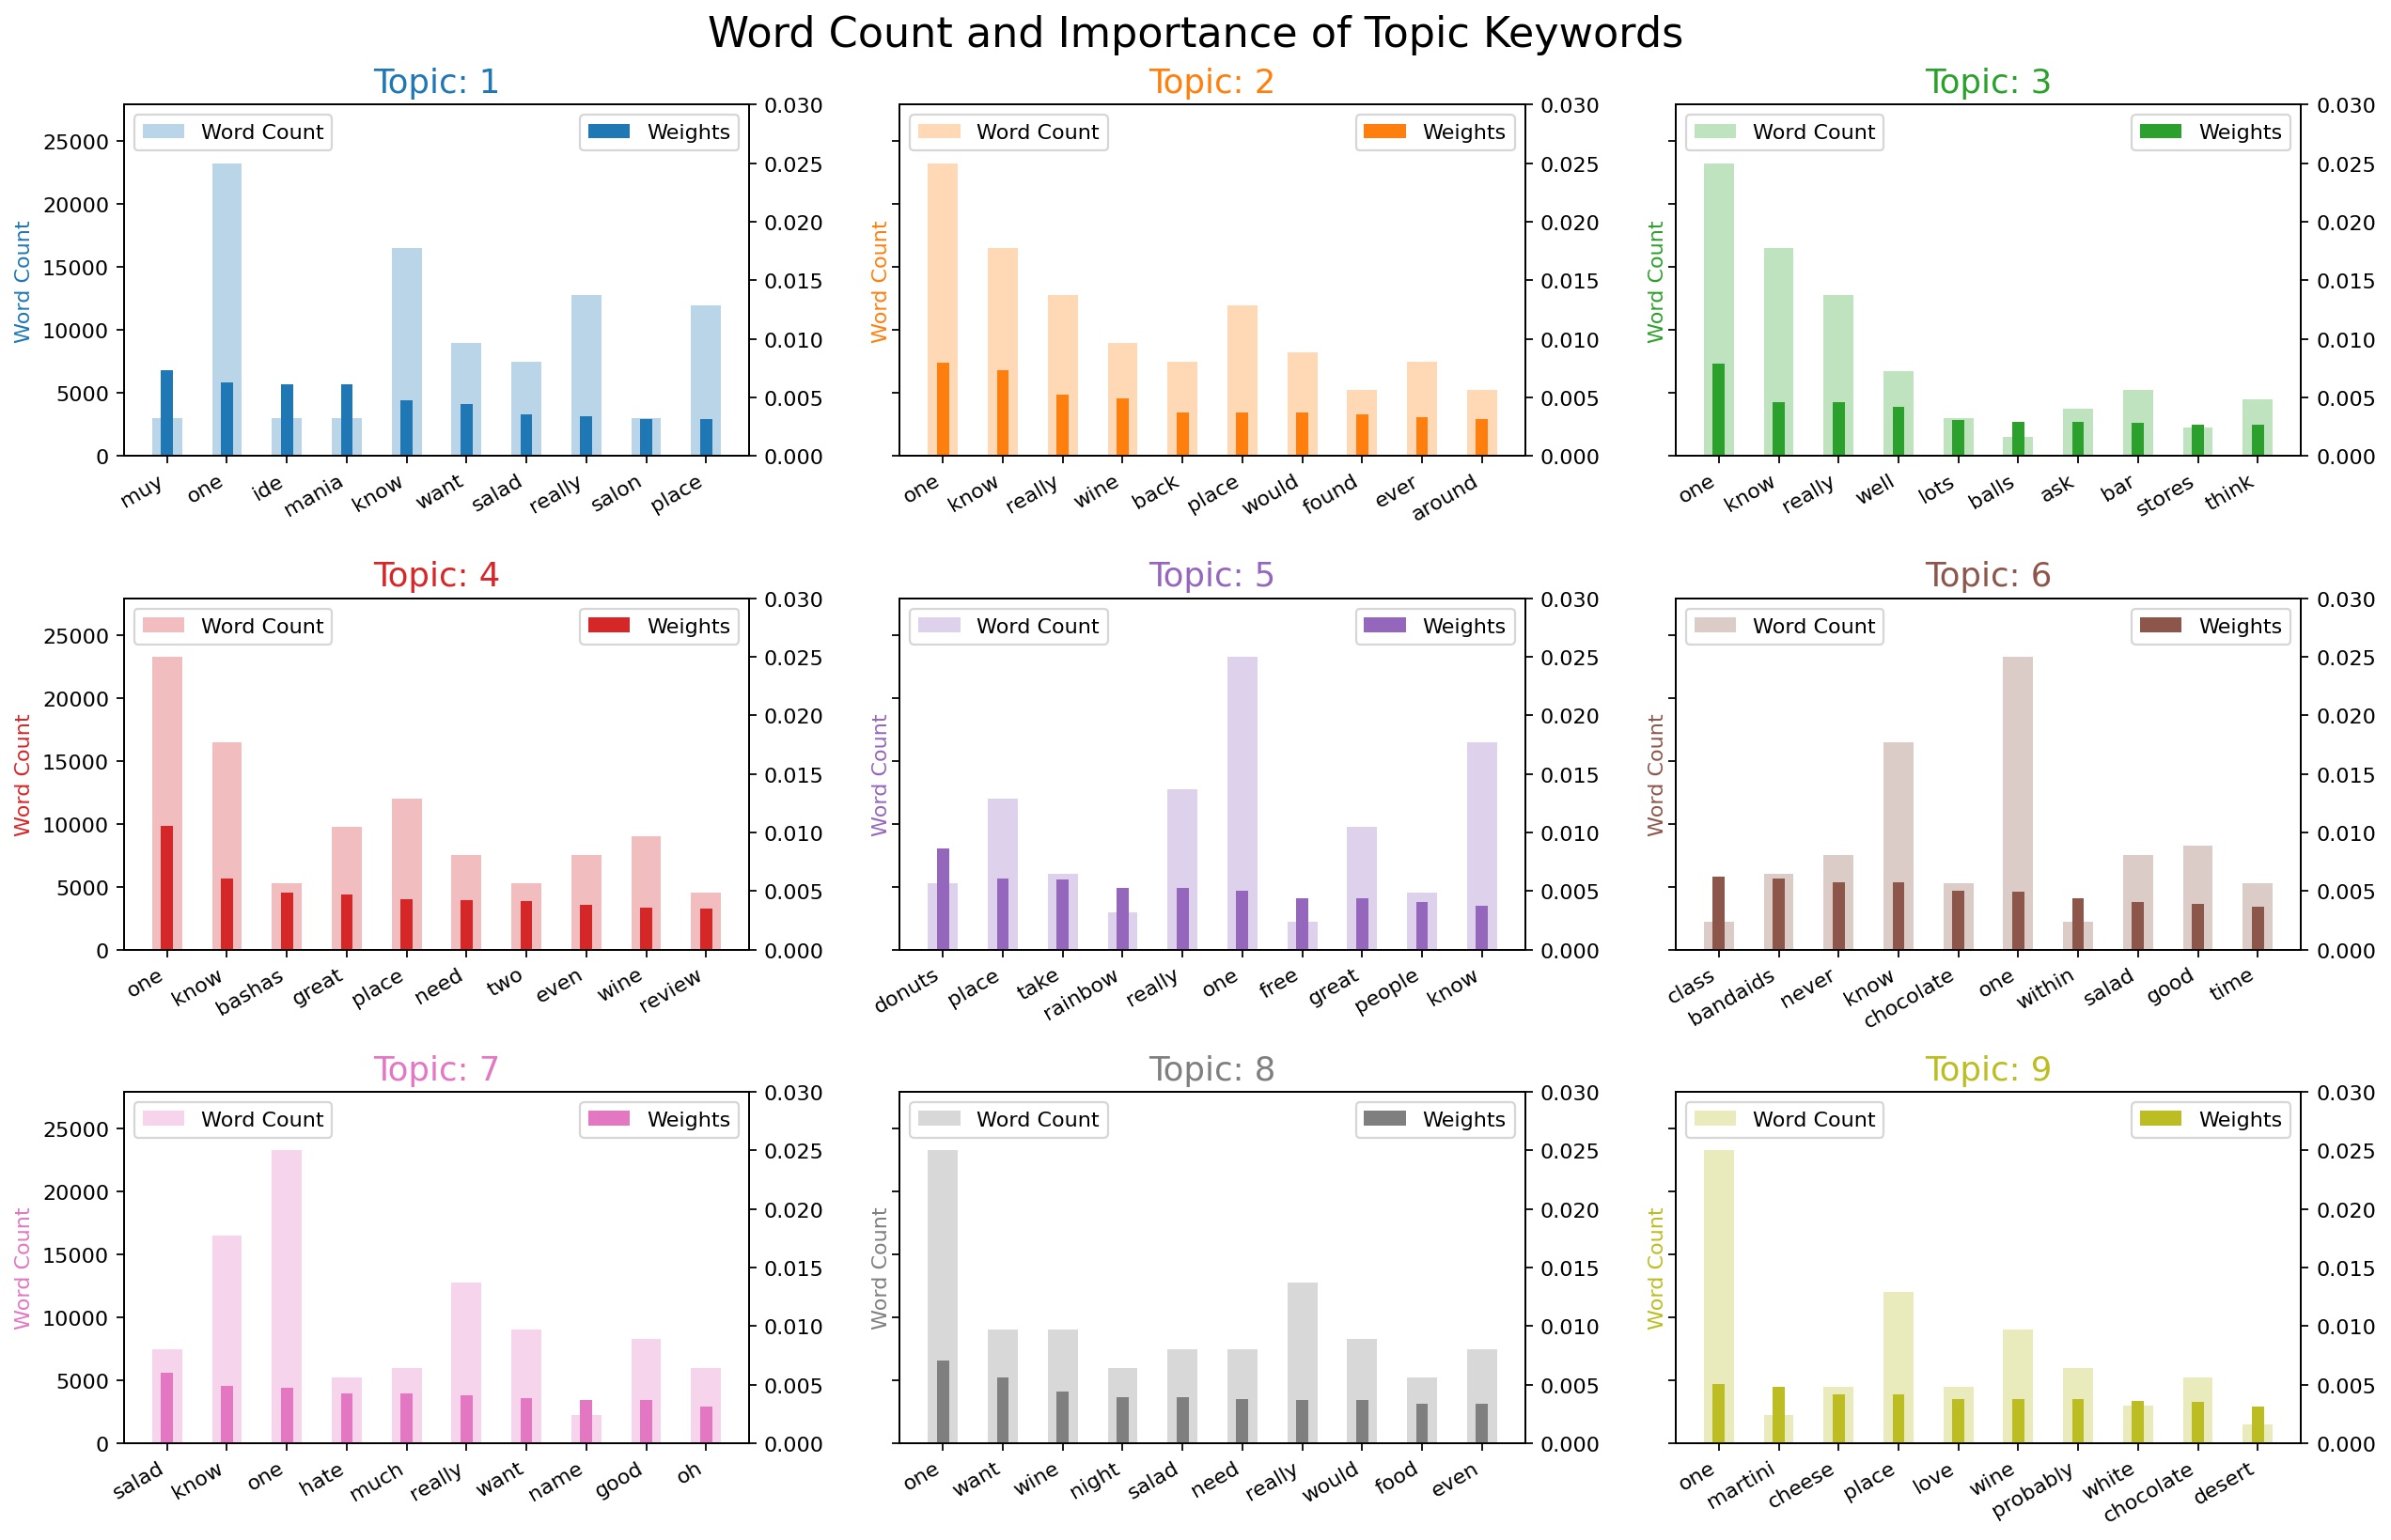 Word Count and Importance of Topic Keywords
Topic: 1
Word Count
Weights
Word Count
25000
20000
15000
10000
5000
0
0.030
0.025
0.020
0.015
0.010
0.005
0.000
muy one ide mania know want salad really salon place
Topic: 2
Word Count
Weights
Word Count
0.030
0.025
0.020
0.015
0.010
0.005
0.000
one know really wine back place would found ever around
Topic: 3
Word Count
Weights
Word Count
0.030
0.025
0.020
0.015
0.010
0.005
0.000
one know really well lots balls ask bar stores think
Topic: 4
Word Count
Weights
Word Count
25000
20000
15000
10000
5000
0
0.030
0.025
0.020
0.015
0.010
0.005
0.000
one know bashas great place need two even wine review
Topic: 5
Word Count
Weights
Word Count
0.030
0.025
0.020
0.015
0.010
0.005
0.000
donuts place take rainbow really one free great people know
Topic: 6
Word Count
Weights
Word Count
0.030
0.025
0.020
0.015
0.010
0.005
0.000
class bandaids never know chocolate one within salad good time
Topic: 7
Word Count
Weights
Word Count
25000
20000
15000
10000
5000
0
0.030
0.025
0.020
0.015
0.010
0.005
0.000
salad know one hate much really want name good oh
Topic: 8
Word Count
Weights
Word Count
0.030
0.025
0.020
0.015
0.010
0.005
0.000
one want wine night salad need really would food even
Topic: 9
Word Count
Weights
Word Count
0.030
0.025
0.020
0.015
0.010
0.005
0.000
one martini cheese place love wine probably white chocolate desert